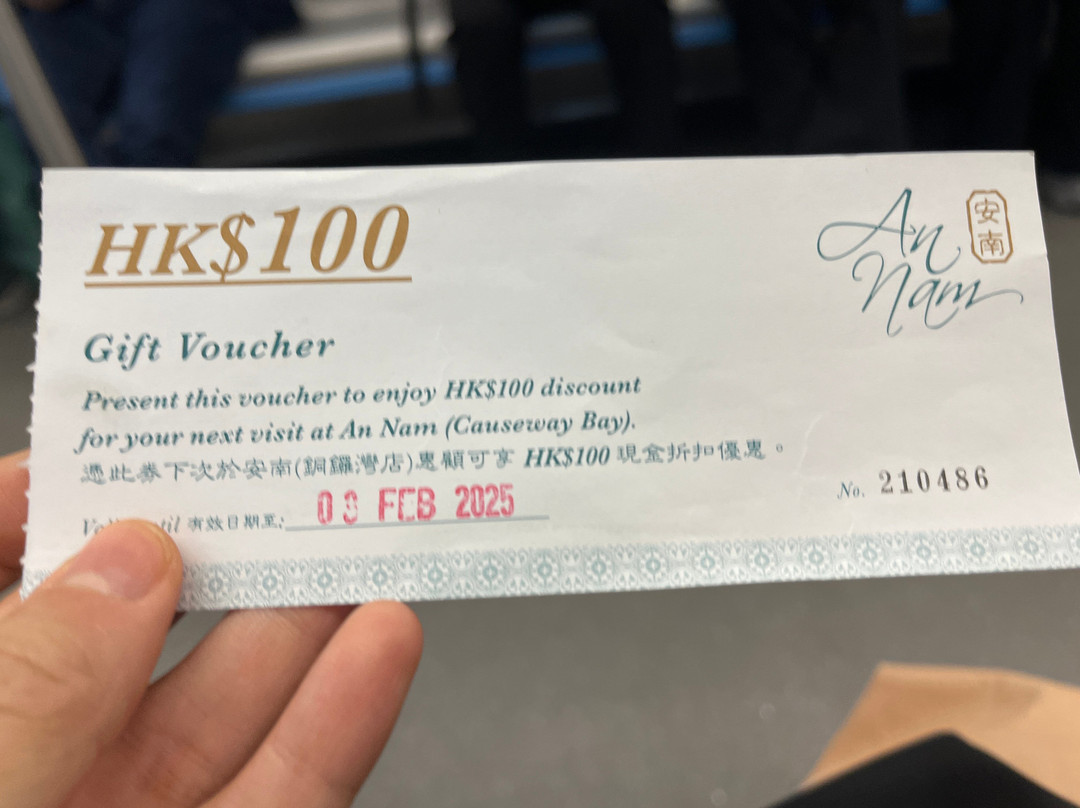 HK$100
An
Nam
安
南
Gift Voucher
Present this voucher to enjoy HK$100 discount
for your next visit at An Nam (Causeway Bay).
憑此券下次於安南(銅鑼灣店)惠顧可享 HK$100 現金折扣優惠。
No. 210486
有效日期至: FEB 2025